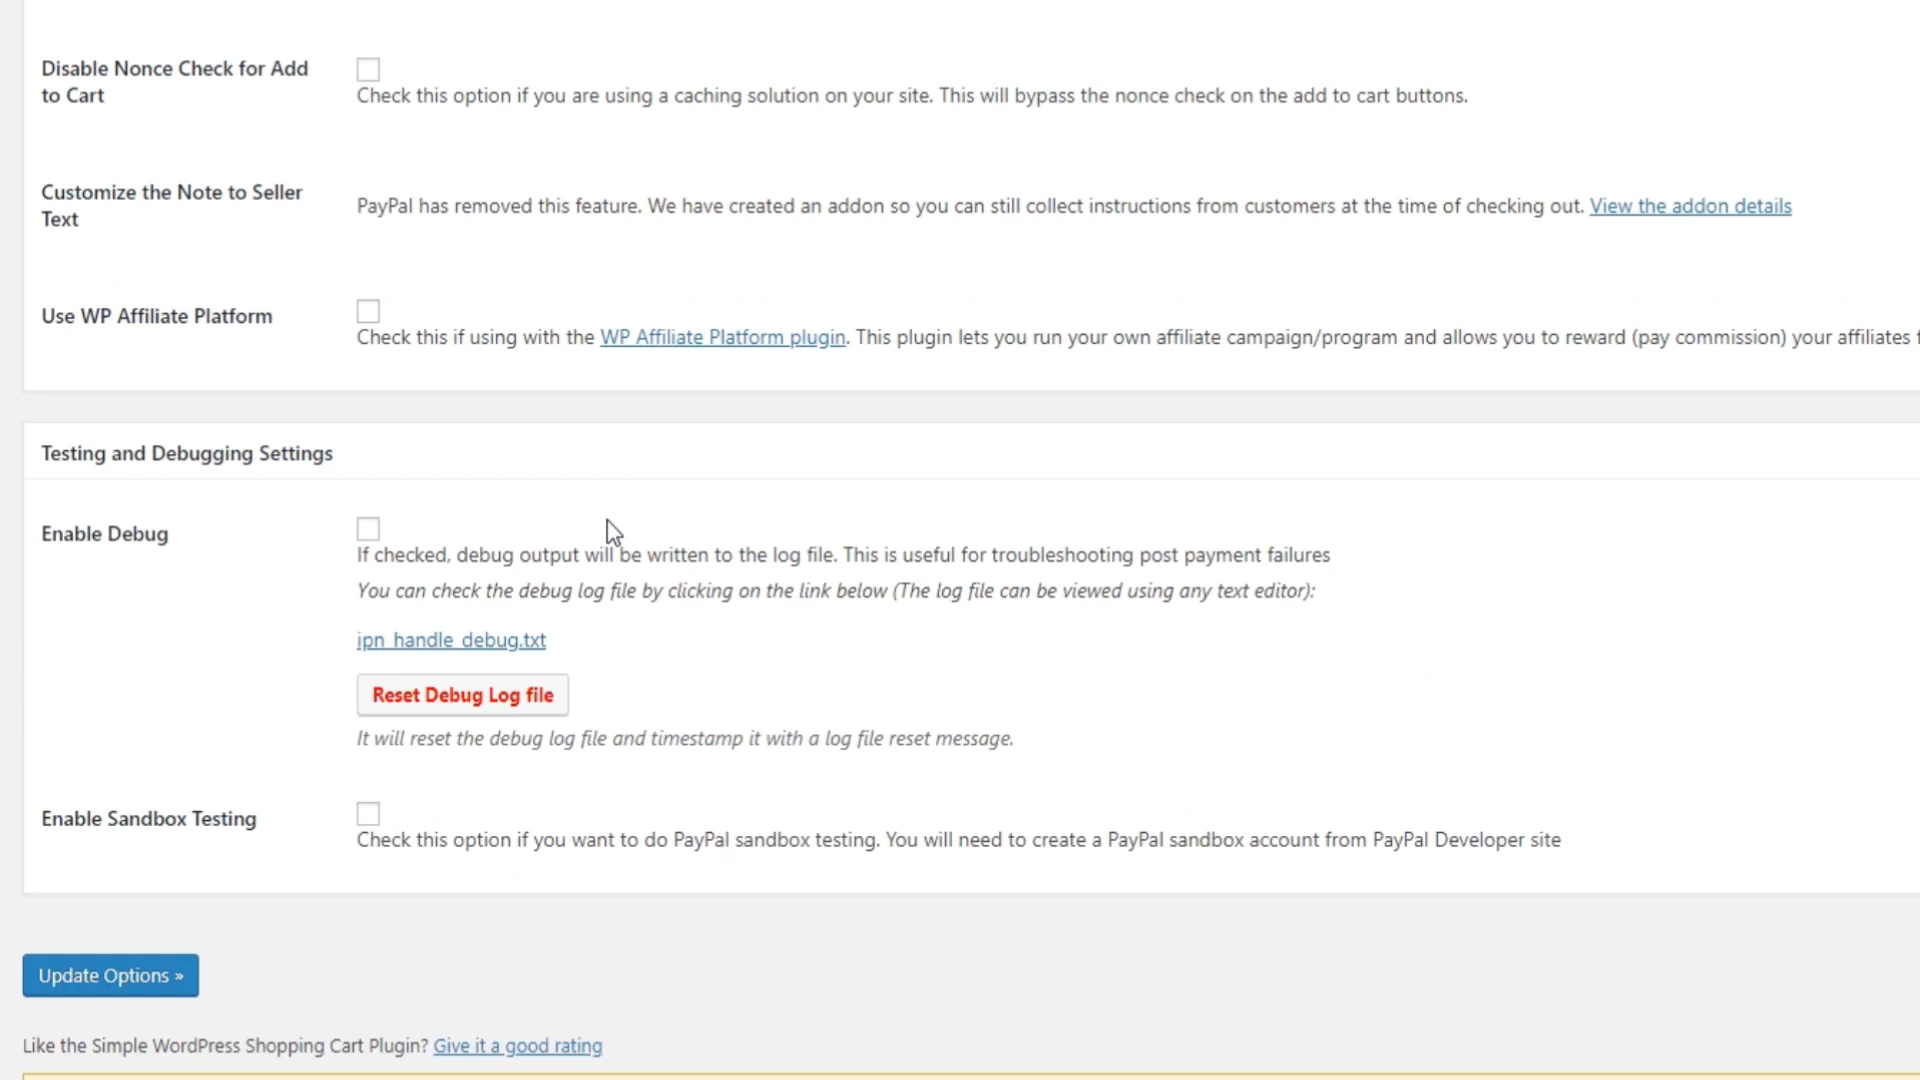 Disable Nonce Check for Add
to Cart
Check this option if you are using a caching solution on your site. This will bypass the nonce check on the add to cart buttons.
Customize the Note to Seller
Text
PayPal has removed this feature. We have created an addon so you can still collect instructions from customers at the time of checking out. View the addon details
Use WP Affiliate Platform
Check this if using with the WP Affiliate Platform plugin. This plugin lets you run your own affiliate campaign/program and allows you to reward (pay commission) your affiliates
Testing and Debugging Settings
Enable Debug
If checked, debug output will be written to the log file. This is useful for troubleshooting post payment failures
You can check the debug log file by clicking on the link below (The log file can be viewed using any text editor):
ipn_handle_debug.txt
Reset Debug Log file
It will reset the debug log file and timestamp it with a log file reset message.
Enable Sandbox Testing
Check this option if you want to do PayPal sandbox testing. You will need to create a PayPal sandbox account from PayPal Developer site
Update Options »
Like the Simple WordPress Shopping Cart Plugin? Give it a good rating